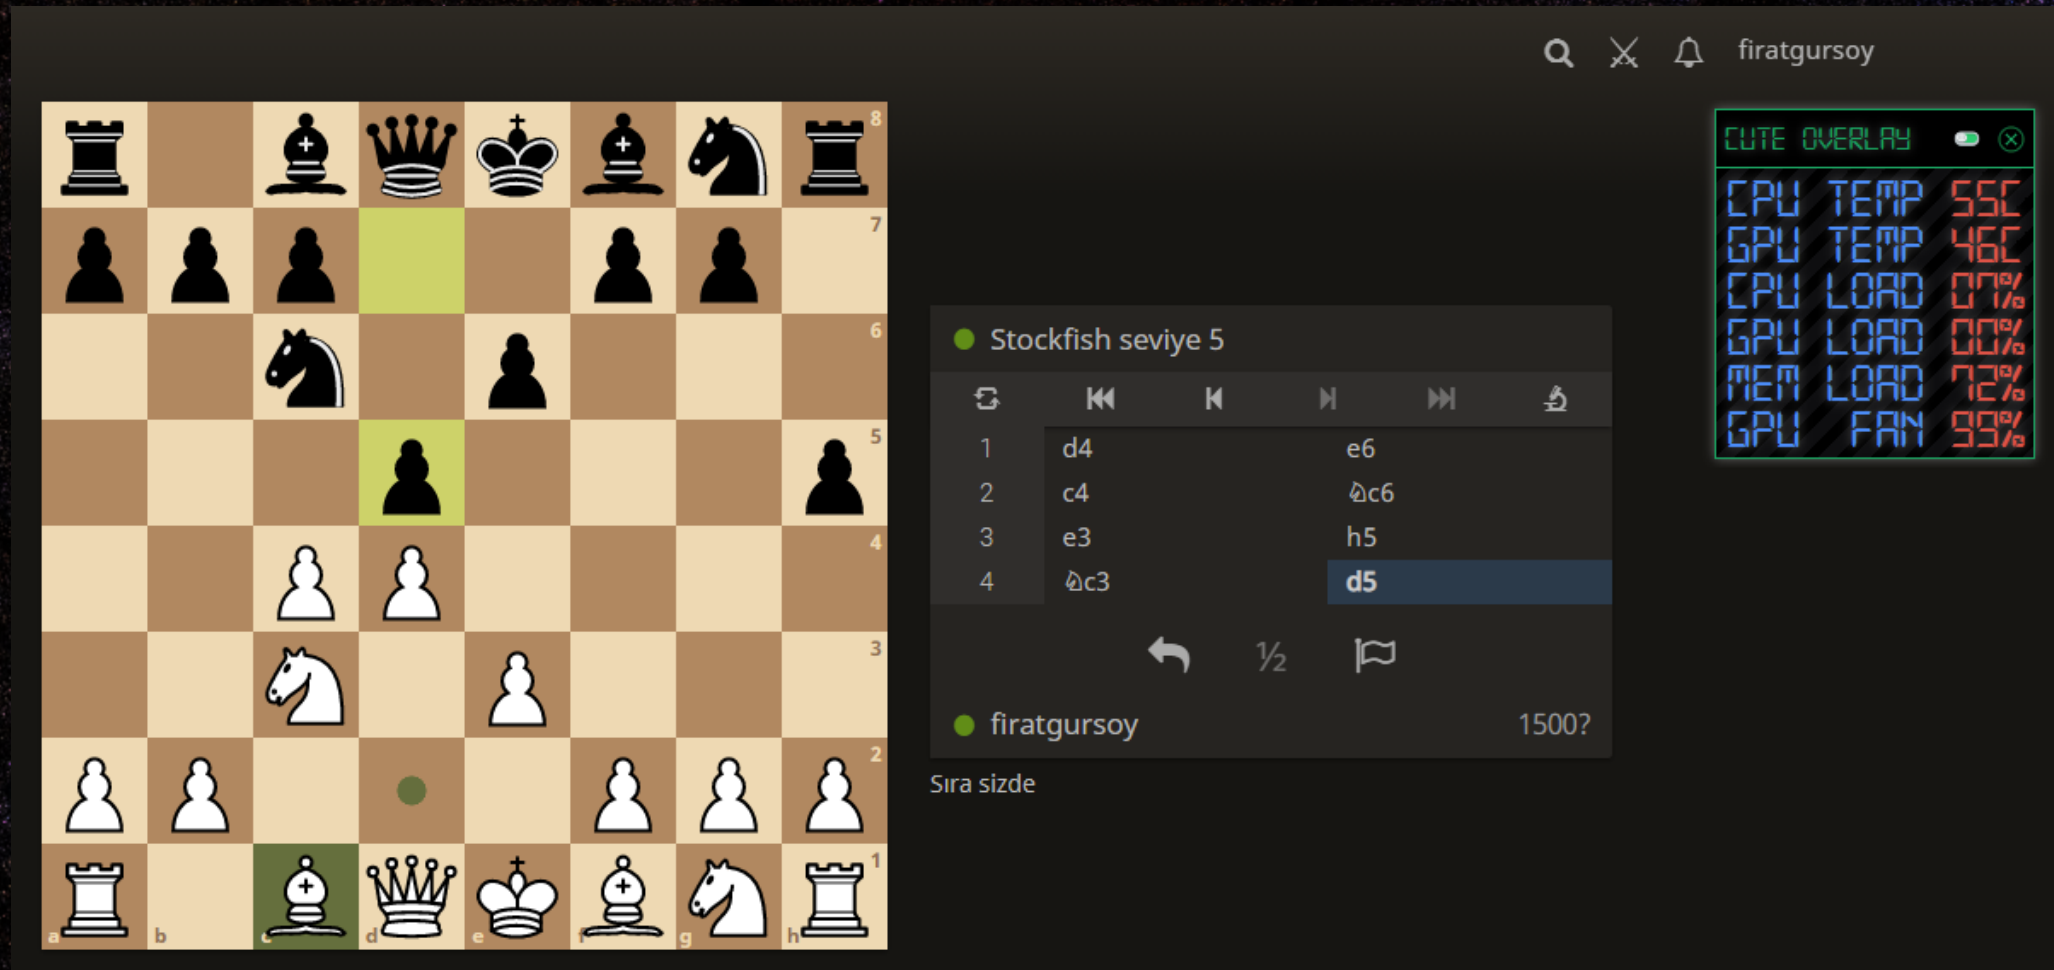 firatgursoy
CUTE OVERLAY
CPU TEMP 55C
GPU TEMP 46C
CPU LOAD 07%
GPU LOAD 00%
MEM LOAD 72%
GPU FAN 99%
8
7
6
5
4
3
2
1
a b c d e f g h
Stockfish seviye 5
1 d4 e6
2 c4 ♘c6
3 e3 h5
4 ♘c3 d5
½
firatgursoy 1500?
Sıra sizde